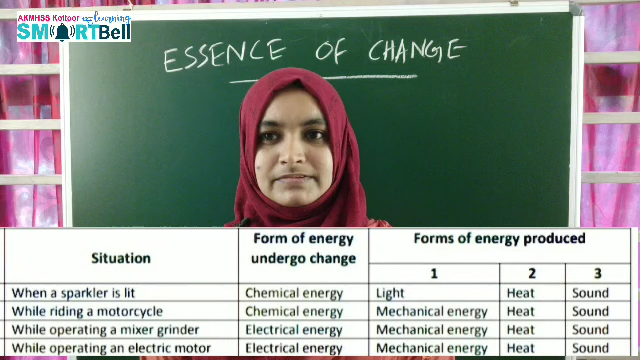 AKMHSS Kottoor eLearning
SMARTBell
ESSENCE OF CHANGE
Situation
Form of energy undergo change
Forms of energy produced
1 2 3
When a sparkler is lit Chemical energy Light Heat Sound
While riding a motorcycle Chemical energy Mechanical energy Heat Sound
While operating a mixer grinder Electrical energy Mechanical energy Heat Sound
While operating an electric motor Electrical energy Mechanical energy Heat Sound